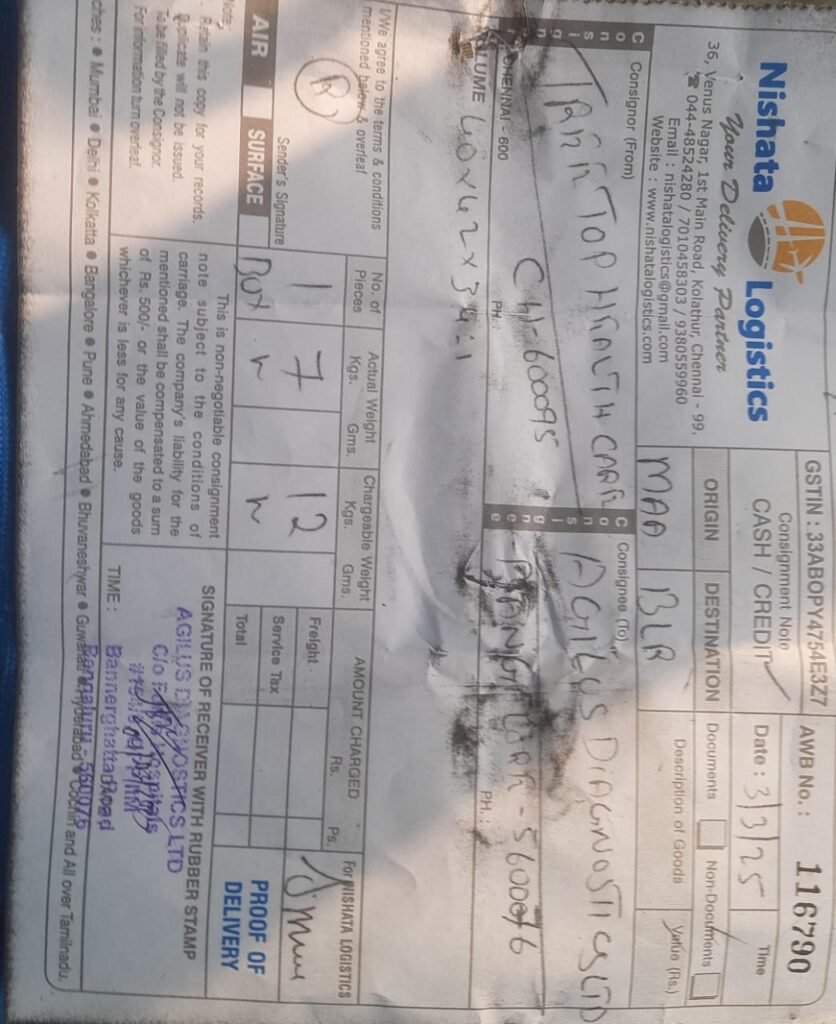 Nishata Logistics
Your Delivery Partner
36, Venus Nagar, 1st Main Road, Kolathur, Chennai - 99.
☎ 044-48524280 / 7010458303 / 9380559960
Email : nishatalogistics@gmail.com
Website : www.nishatalogistics.com
GSTIN : 33ABOPY4754E3Z7
Consignment Note
CASH / CREDIT ✓
AWB No. : 116790
Date : 3/3/25
Time
ORIGIN
DESTINATION
MAA
BLR
Documents
Non-Documents
Description of Goods
Value (Rs.)
Consignor
Consignor (From)
TOP HEALTH CARE
CH-600095
CHENNAI - 600
PH.:
40x42x34=1
Consignee
Consignee (To)
AGILUS DIAGNOSTICS LTD
- 560076
PH.:
I/We agree to the terms & conditions
mentioned below & overleaf
Sender's Signature
No. of
Pieces
Actual Weight
Kgs. Gms.
Chargeable Weight
Kgs. Gms.
1
7
12
Box
AMOUNT CHARGED
Rs. Ps.
Freight
Service Tax
Total
For NISHATA LOGISTICS
AIR
SURFACE
Note:
Retain this copy for your records.
Duplicate will not be issued.
To be filled by the Consignor.
For information turn overleaf.
This is non-negotiable consignment
note subject to the conditions of
carriage. The company's liability for the
mentioned shall be compensated to a sum
of Rs. 500/- or the value of the goods
whichever is less for any cause.
SIGNATURE OF RECEIVER WITH RUBBER STAMP
AGILUS DIAGNOSTICS LTD
C/o Hospitals
Bannerghatta Road
Bengaluru - 560076
TIME :
PROOF OF
DELIVERY
ches : ● Mumbai ● Delhi ● Kolkatta ● Bangalore ● Pune ● Ahmedabad ● Bhuvaneshwar ● Guwahati ● Hyderabad ● Cochin and All over Tamilnadu.